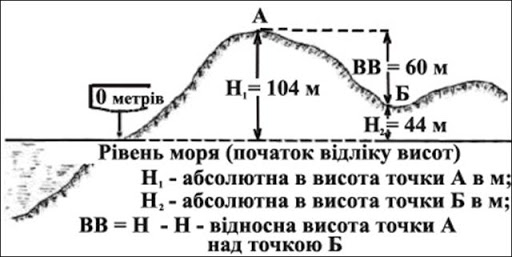 А
ВВ = 60 м
0 метрів
H₁= 104 м
Б
H₂= 44 м
Рівень моря (початок відліку висот)
H₁ - абсолютна в висота точки А в м;
H₂ - абсолютна в висота точки Б в м;
ВВ = Н - Н - відносна висота точки А
над точкою Б